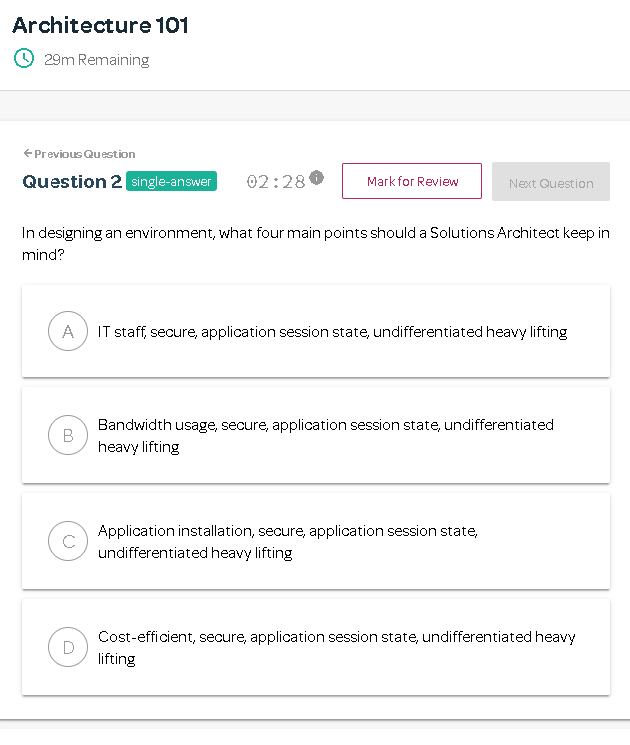 Architecture 101
29m Remaining
Previous Question
Question 2 single-answer 02:28 Mark for Review Next Question
In designing an environment, what four main points should a Solutions Architect keep in
mind?
A IT staff, secure, application session state, undifferentiated heavy lifting
B Bandwidth usage, secure, application session state, undifferentiated
heavy lifting
C Application installation, secure, application session state,
undifferentiated heavy lifting
D Cost-efficient, secure, application session state, undifferentiated heavy
lifting